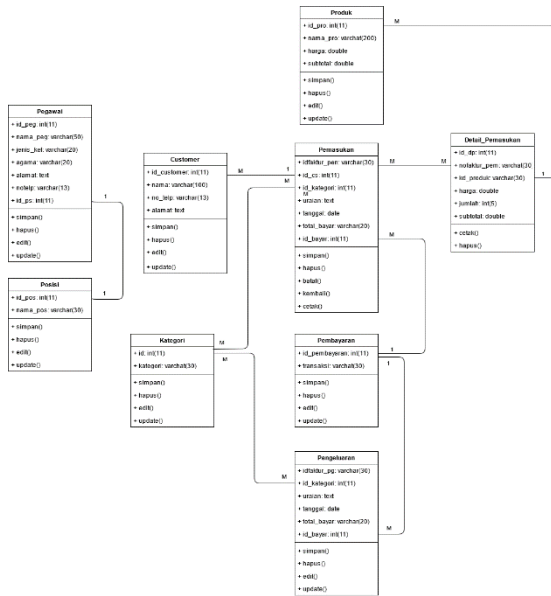 Produk
+ id_pro: int(11)
+ nama_pro: varchat(200)
+ harga: double
+ subtotal: double
+ simpan()
+ hapus()
+ edit()
+ update()
M
Pegawai
+ id_peg: int(11)
+ nama_peg: varchar(50)
+ jenis_kel: varchar(20)
+ agama: varchar(20)
+ alamat: text
+ notelp: varchar(13)
+ id_ps: int(11)
+ simpan()
+ hapus()
+ edit()
+ update()
1
Posisi
+ id_pos: int(11)
+ nama_pos: varchar(30)
+ simpan()
+ hapus()
+ edit()
+ update()
1
Customer
+ id_customer: int(11)
+ nama: varchar(100)
+ no_telp: varchar(13)
+ alamat: text
+ simpan()
+ hapus()
+ edit()
+ update()
M
1
M
Pemasukan
+ idfaktur_pem: varchar(30)
+ id_cs: int(11)
+ id_kategori: int(11)
M
+ uraian: text
+ tanggal: date
+ total_bayar: varchar(20)
+ id_bayar: int(11)
+ simpan()
+ hapus()
+ batal()
+ kembali()
+ cetak()
M
M
M
Detail_Pemasukan
+ id_dp: int(11)
+ nofaktur_pem: varchar(30
+ kd_produk: varchar(30)
+ harga: double
+ jumlah: int(5)
+ subtotal: double
+ cetak()
+ hapus()
1
Kategori
+ id: int(11)
+ kategori: varchar(30)
+ simpan()
+ hapus()
+ edit()
+ update()
M
M
Pembayaran
+ id_pembayaran: int(11)
+ transaksi: varchat(30)
+ simpan()
+ hapus()
+ edit()
+ update()
1
1
Pengeluaran
+ idfaktur_pg: varchar(30)
+ id_kategori: int(11)
+ uraian: text
+ tanggal: date
+ total_bayar: varchar(20)
+ id_bayar: int(11)
+ simpan()
+ hapus()
+ edit()
+ update()
M
M